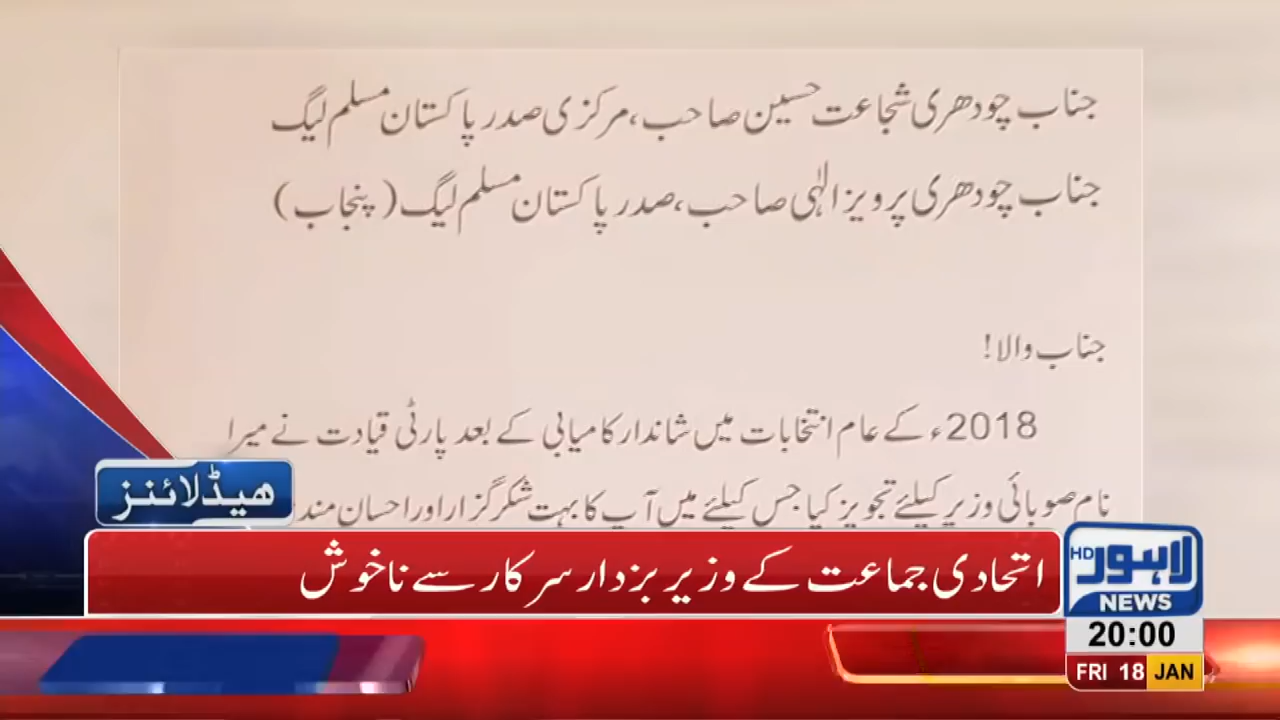 جناب چودھری شجاعت حسین صاحب، مرکزی صدر پاکستان مسلم لیگ
جناب چودھری پرویز الٰہی صاحب، صدر پاکستان مسلم لیگ (پنجاب)
جناب والا!
2018ء کے عام انتخابات میں شاندار کامیابی کے بعد پارٹی قیادت نے میرا
نام صوبائی وزیر کیلئے تجویز کیا جس کیلئے میں آپ کا بہت شکر گزار اور احسان مند
ھیڈلائنز
اتحادی جماعت کے وزیر بزدار سرکار سے ناخوش
لاہور HD
NEWS
20:00
FRI 18 JAN